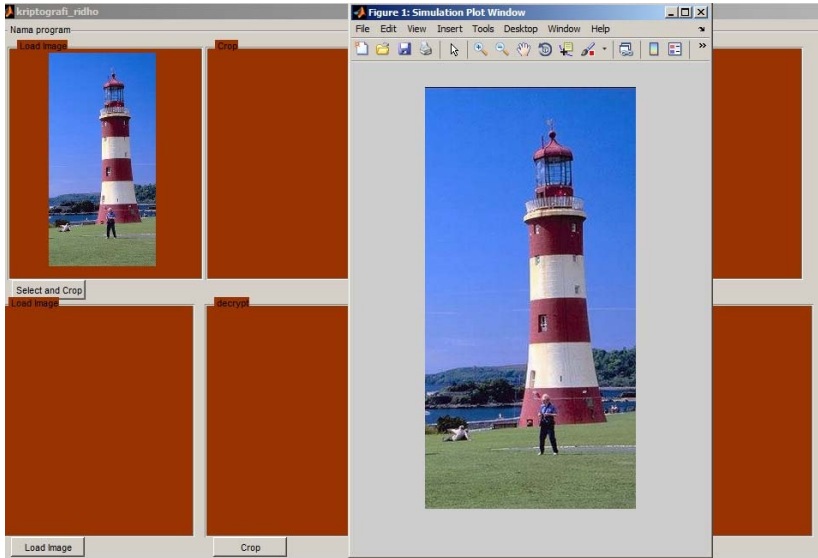 kriptografi_ridho
Nama program
Load Image
Crop
Select and Crop
Load Image
decrypt
Load Image
Crop
Figure 1: Simulation Plot Window
File Edit View Insert Tools Desktop Window Help